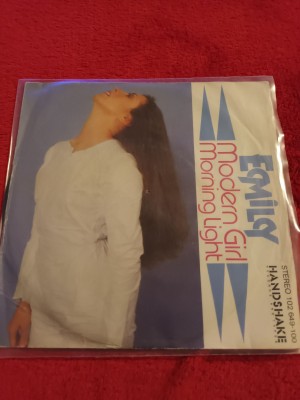 Emily
Modern Girl
Morning Light
STEREO 102 649-100
HANDSHAKE